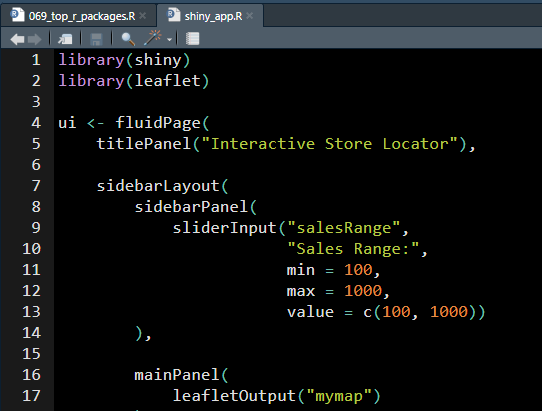 069_top_r_packages.R shiny_app.R
1 library(shiny)
2 library(leaflet)
3
4 ui <- fluidPage(
5     titlePanel("Interactive Store Locator"),
6
7     sidebarLayout(
8         sidebarPanel(
9             sliderInput("salesRange",
10                         "Sales Range:",
11                         min = 100,
12                         max = 1000,
13                         value = c(100, 1000))
14         ),
15
16         mainPanel(
17             leafletOutput("mymap")